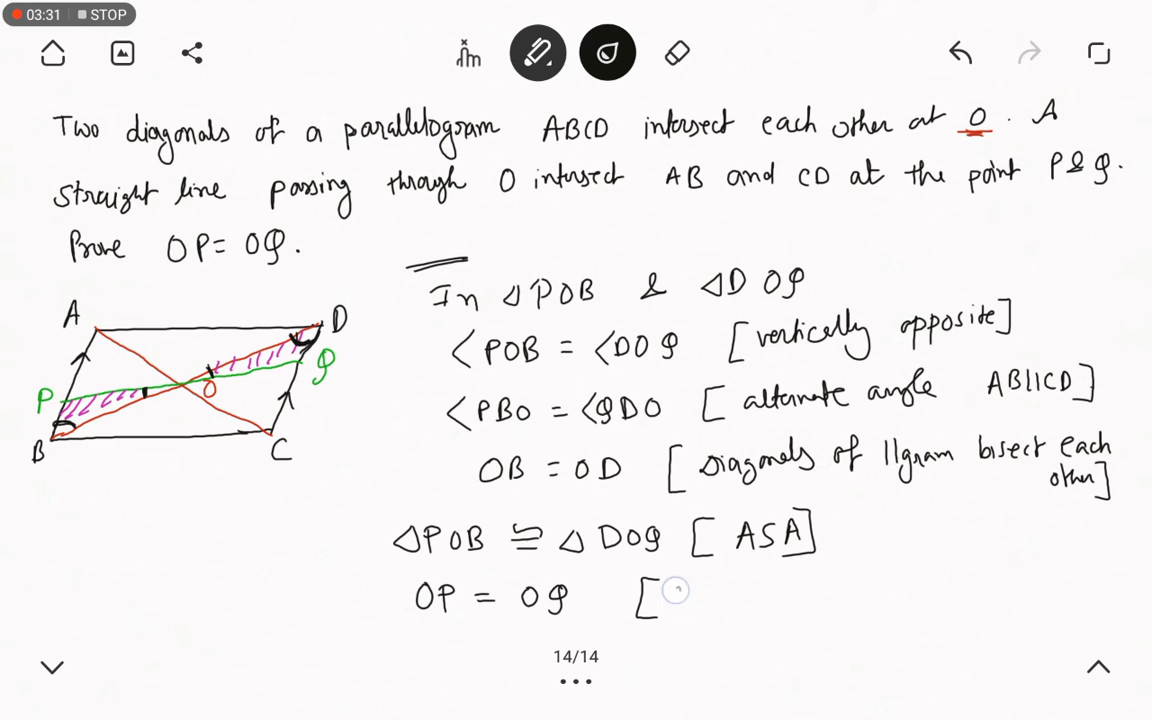 03:31 STOP
Two diagonals of a parallelogram ABCD intersect each other at O. A
straight line passing through O intersect AB and CD at the point P & Q.
Prove OP = OQ.
In △POB & △DOQ
<POB = <DOQ [vertically opposite]
<PBO = <QDO [alternate angle AB||CD]
OB = OD [Diagonals of ||gram bisect each other]
△POB ≅ △DOQ [ASA]
OP = OQ [
A
D
P
O
Q
B
C
14/14